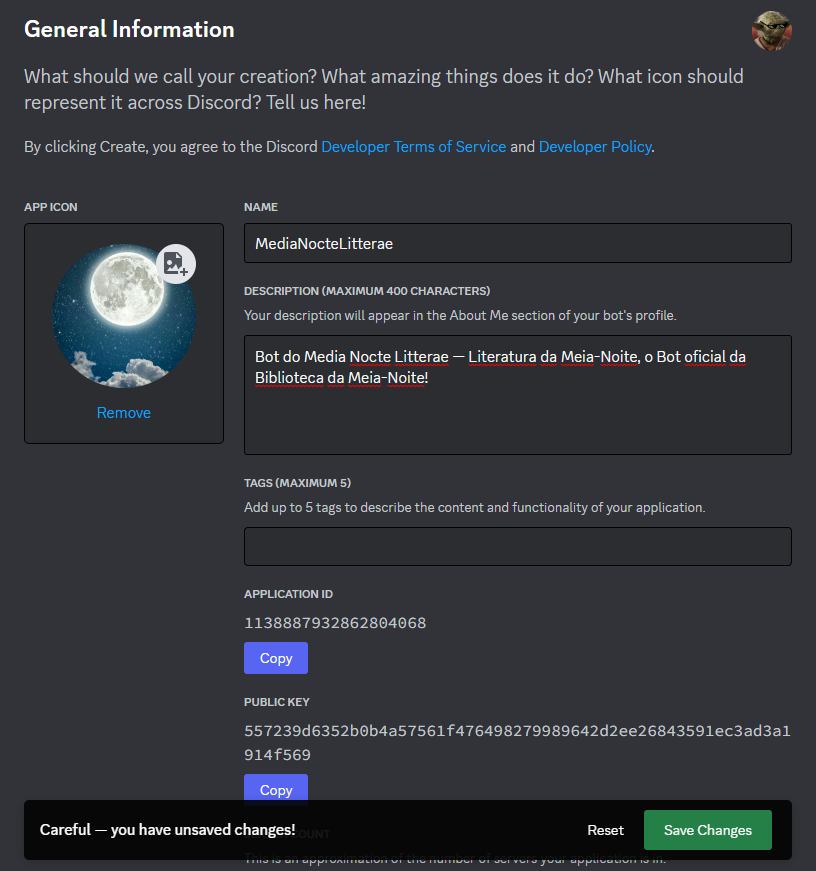 General Information
What should we call your creation? What amazing things does it do? What icon should
represent it across Discord? Tell us here!
By clicking Create, you agree to the Discord Developer Terms of Service and Developer Policy.
APP ICON
Remove
NAME
MediaNocteLitterae
DESCRIPTION (MAXIMUM 400 CHARACTERS)
Your description will appear in the About Me section of your bot's profile.
Bot do Media Nocte Litterae — Literatura da Meia-Noite, o Bot oficial da
Biblioteca da Meia-Noite!
TAGS (MAXIMUM 5)
Add up to 5 tags to describe the content and functionality of your application.
APPLICATION ID
1138887932862804068
Copy
PUBLIC KEY
557239d6352b0b4a57561f476498279989642d2ee26843591ec3ad3a1
914f569
Copy
Careful — you have unsaved changes!
Reset
Save Changes
This is an approximation of the number of servers your application is in.